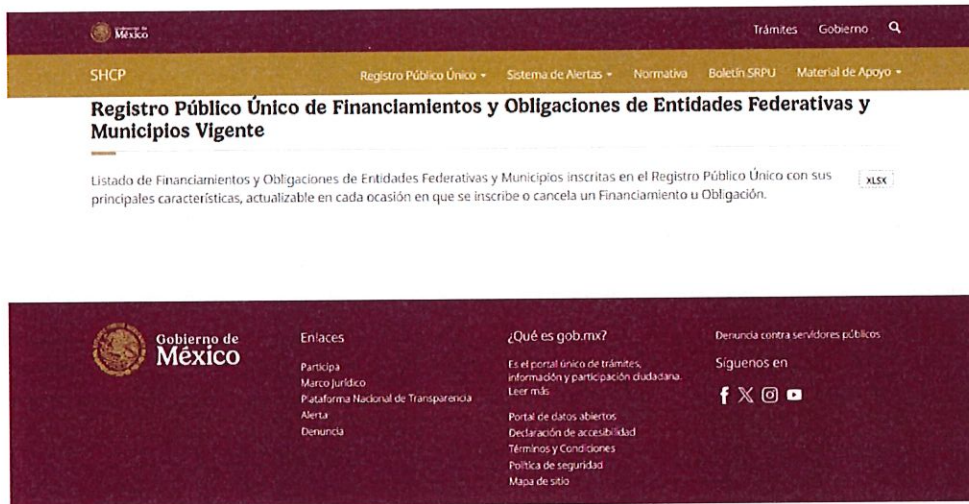 Gobierno de
México
Trámites Gobierno
SHCP
Registro Público Único
Sistema de Alertas
Normativa
Boletín SRPU
Material de Apoyo
Registro Público Único de Financiamientos y Obligaciones de Entidades Federativas y
Municipios Vigente
Listado de Financiamientos y Obligaciones de Entidades Federativas y Municipios inscritas en el Registro Público Único con sus
principales características, actualizable en cada ocasión en que se inscribe o cancela un Financiamiento u Obligación.
XLSX
Gobierno de
México
Enlaces
Participa
Marco Jurídico
Plataforma Nacional de Transparencia
Alerta
Denuncia
¿Qué es gob.mx?
Es el portal único de trámites,
información y participación ciudadana.
Leer más
Portal de datos abiertos
Declaración de accesibilidad
Términos y Condiciones
Política de seguridad
Mapa de sitio
Denuncia contra servidores públicos
Síguenos en